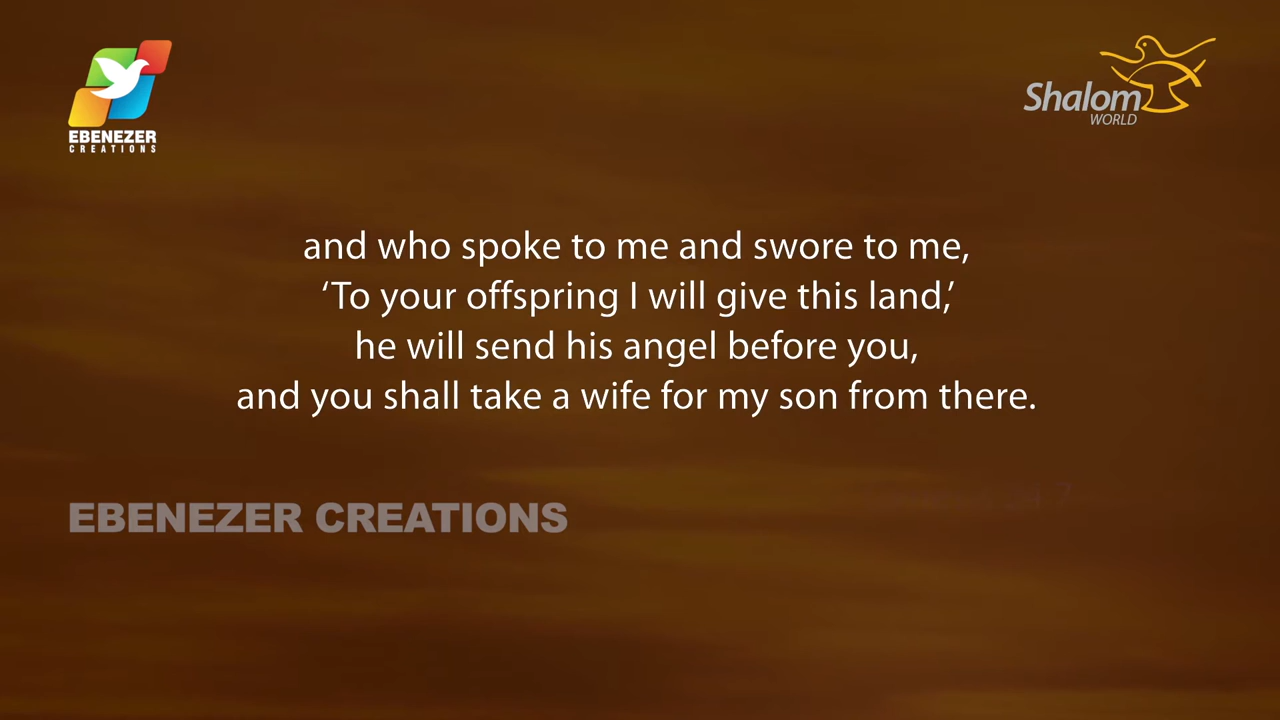 EBENEZER
CREATIONS
Shalom
WORLD
and who spoke to me and swore to me,
‘To your offspring I will give this land,’
he will send his angel before you,
and you shall take a wife for my son from there.
EBENEZER CREATIONS